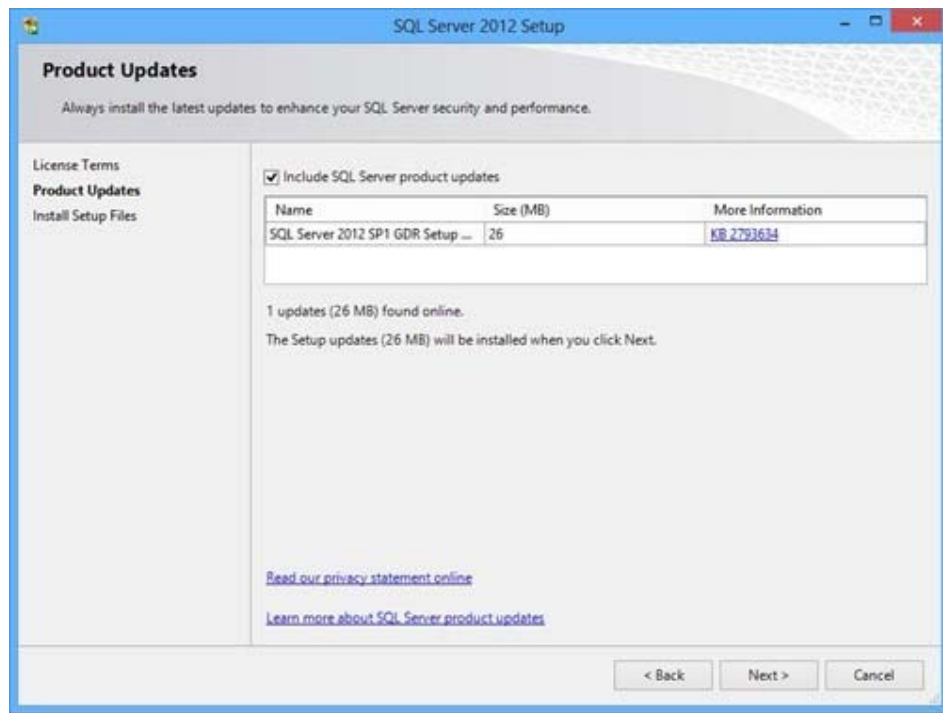 SQL Server 2012 Setup
Product Updates
Always install the latest updates to enhance your SQL Server security and performance.
License Terms
Product Updates
Install Setup Files
Include SQL Server product updates
Name Size (MB) More Information
SQL Server 2012 SP1 GDR Setup ... 26 KB 2793634
1 updates (26 MB) found online.
The Setup updates (26 MB) will be installed when you click Next.
Read our privacy statement online
Learn more about SQL Server product updates
< Back Next > Cancel